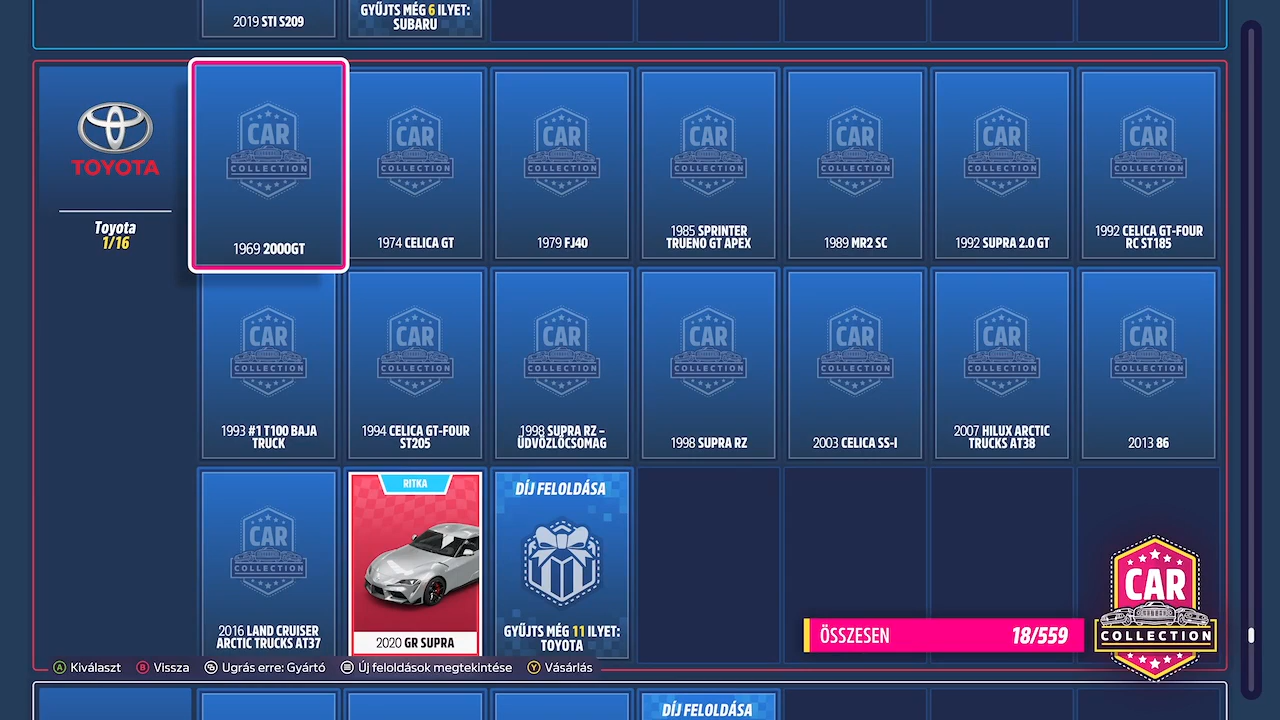 2019 STI S209
GYŰJTS MÉG 6 ILYET:
SUBARU
TOYOTA
Toyota
1/16
CAR
COLLECTION
1969 2000GT
CAR
COLLECTION
1974 CELICA GT
CAR
COLLECTION
1979 FJ40
CAR
COLLECTION
1985 SPRINTER
TRUENO GT APEX
CAR
COLLECTION
1989 MR2 SC
CAR
COLLECTION
1992 SUPRA 2.0 GT
CAR
COLLECTION
1992 CELICA GT-FOUR
RC ST185
CAR
COLLECTION
1993 #1 T100 BAJA
TRUCK
CAR
COLLECTION
1994 CELICA GT-FOUR
ST205
CAR
COLLECTION
1998 SUPRA RZ –
ÜDVÖZLŐCSOMAG
CAR
COLLECTION
1998 SUPRA RZ
CAR
COLLECTION
2003 CELICA SS-I
CAR
COLLECTION
2007 HILUX ARCTIC
TRUCKS AT38
CAR
COLLECTION
2013 86
CAR
COLLECTION
2016 LAND CRUISER
ARCTIC TRUCKS AT37
RITKA
2020 GR SUPRA
DÍJ FELOLDÁSA
GYŰJTS MÉG 11 ILYET:
TOYOTA
ÖSSZESEN 18/559
CAR
COLLECTION
A Kiválaszt B Vissza Ugrás erre: Gyártó Új feloldások megtekintése Y Vásárlás
DÍJ FELOLDÁSA